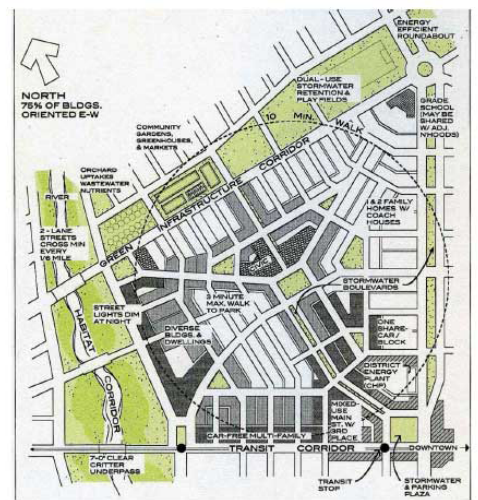 ENERGY
EFFICIENT
ROUNDABOUT
NORTH
75% OF BLDGS.
ORIENTED E-W
DUAL-USE
STORMWATER
RETENTION &
PLAY FIELDS
GRADE
SCHOOL
(MAY BE
SHARED
W/ ADJ.
N'HOODS)
COMMUNITY
GARDENS,
GREENHOUSES,
& MARKETS
10 MIN. WALK
ORCHARD
UPTAKES
WASTEWATER
NUTRIENTS
GREEN INFRASTRUCTURE CORRIDOR
RIVER
1 & 2 FAMILY
HOMES W/
COACH
HOUSES
2-LANE
STREETS
CROSS MIN
EVERY
1/6 MILE
CIVIC
STORMWATER
BOULEVARDS
STREET
LIGHTS DIM
AT NIGHT
3 MINUTE
MAX. WALK
TO PARK
HABITAT CORRIDOR
DIVERSE
BLDGS. &
DWELLINGS
ONE
SHARE-
CAR /
BLOCK
DISTRICT
ENERGY
PLANT
(CHP)
MIXED-
USE
MAIN
ST. W/
3RD
PLACE
CAR-FREE MULTI-FAMILY
TRANSIT CORRIDOR
DOWNTOWN
7'-0" CLEAR
CRITTER
UNDERPASS
TRANSIT
STOP
STORMWATER
& PARKING
PLAZA